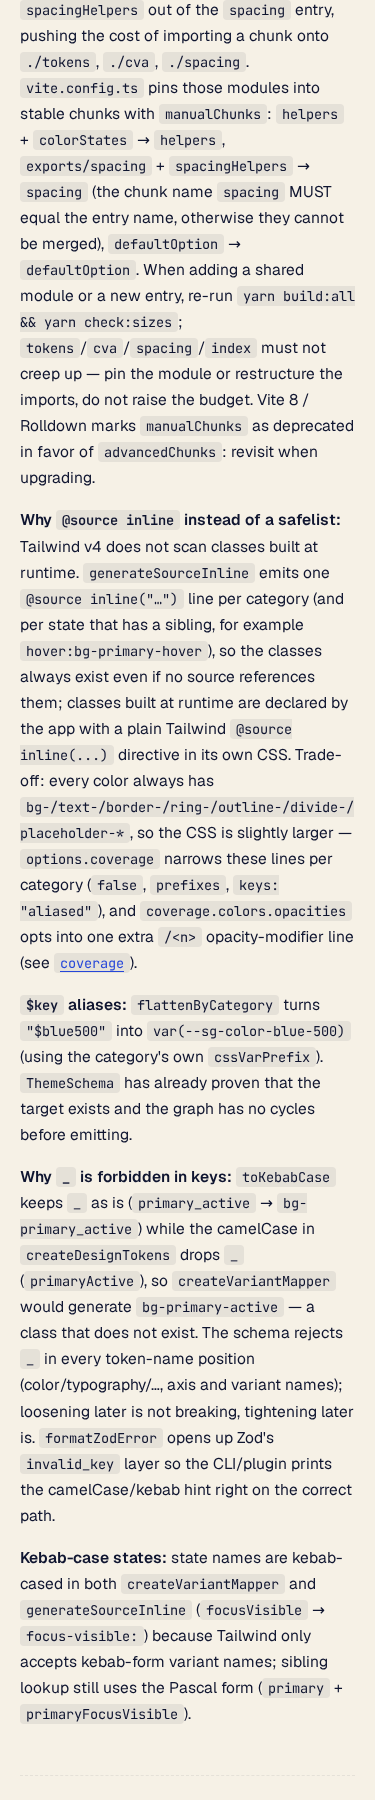 spacingHelpers out of the spacing entry,
pushing the cost of importing a chunk onto
./tokens, ./cva, ./spacing.
vite.config.ts pins those modules into
stable chunks with manualChunks: helpers
+ colorStates → helpers,
exports/spacing + spacingHelpers →
spacing (the chunk name spacing MUST
equal the entry name, otherwise they cannot
be merged), defaultOption →
defaultOption. When adding a shared
module or a new entry, re-run yarn build:all
&& yarn check:sizes;
tokens/cva/spacing/index must not
creep up — pin the module or restructure the
imports, do not raise the budget. Vite 8 /
Rolldown marks manualChunks as deprecated
in favor of advancedChunks: revisit when
upgrading.
Why @source inline instead of a safelist:
Tailwind v4 does not scan classes built at
runtime. generateSourceInline emits one
@source inline("…") line per category (and
per state that has a sibling, for example
hover:bg-primary-hover), so the classes
always exist even if no source references
them; classes built at runtime are declared by
the app with a plain Tailwind @source
inline(...) directive in its own CSS. Trade-
off: every color always has
bg-/text-/border-/ring-/outline-/divide-/
placeholder-*, so the CSS is slightly larger —
options.coverage narrows these lines per
category (false, prefixes, keys:
"aliased"), and coverage.colors.opacities
opts into one extra /<n> opacity-modifier line
(see coverage).
$key aliases: flattenByCategory turns
"$blue500" into var(--sg-color-blue-500)
(using the category's own cssVarPrefix).
ThemeSchema has already proven that the
target exists and the graph has no cycles
before emitting.
Why _ is forbidden in keys: toKebabCase
keeps _ as is (primary_active → bg-
primary_active) while the camelCase in
createDesignTokens drops _
(primaryActive), so createVariantMapper
would generate bg-primary-active — a
class that does not exist. The schema rejects
_ in every token-name position
(color/typography/…, axis and variant names);
loosening later is not breaking, tightening later
is. formatZodError opens up Zod's
invalid_key layer so the CLI/plugin prints
the camelCase/kebab hint right on the correct
path.
Kebab-case states: state names are kebab-
cased in both createVariantMapper and
generateSourceInline (focusVisible →
focus-visible:) because Tailwind only
accepts kebab-form variant names; sibling
lookup still uses the Pascal form (primary +
primaryFocusVisible).